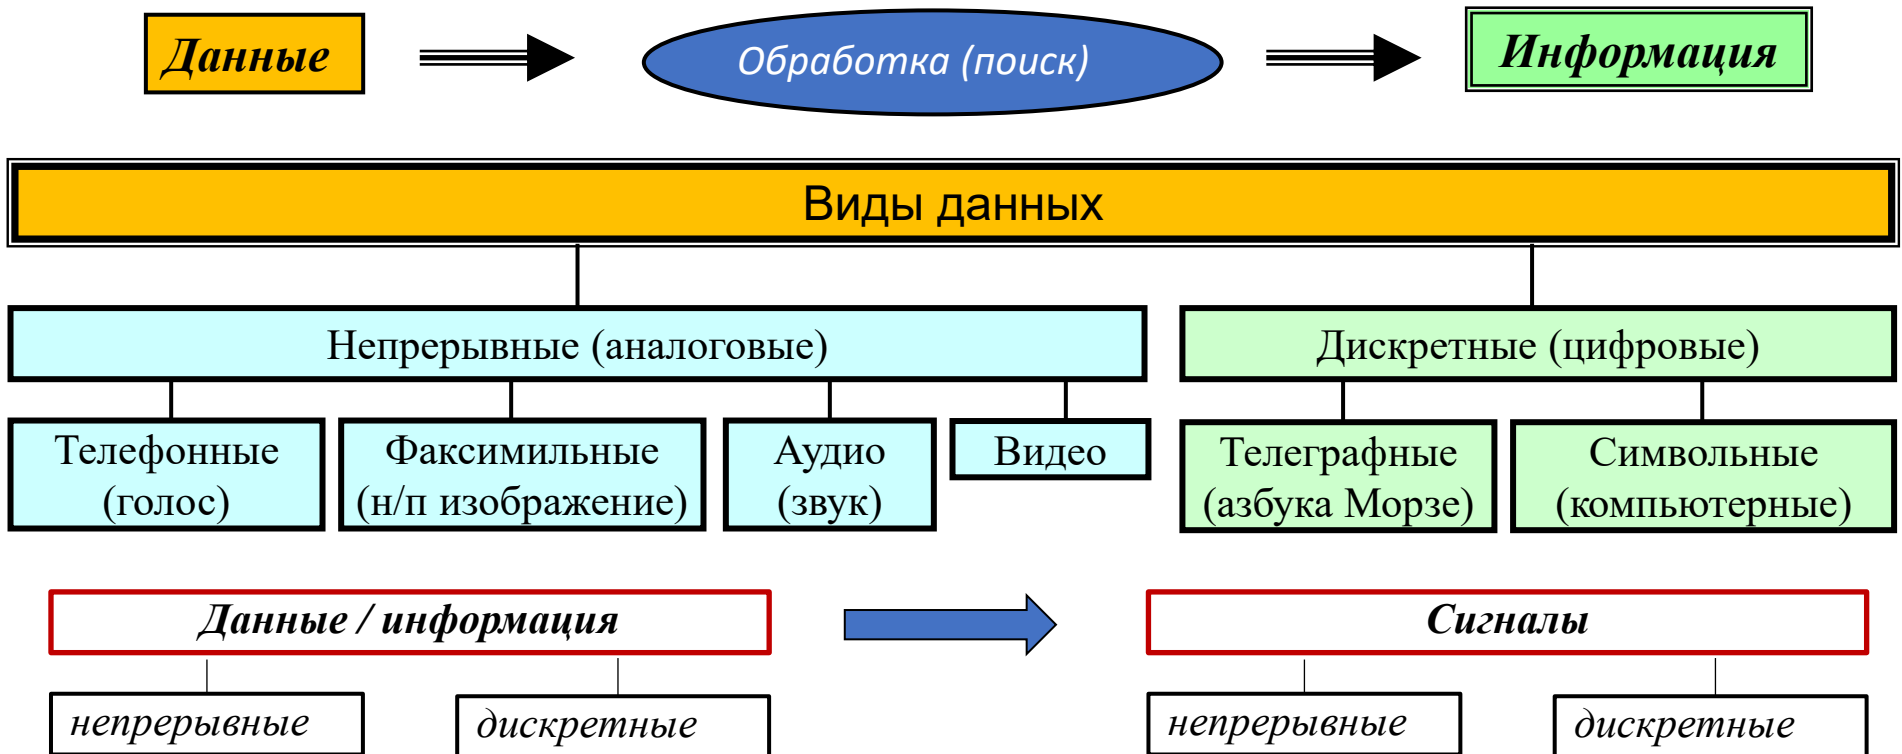 Данные
Обработка (поиск)
Информация
Виды данных
Непрерывные (аналоговые)
Дискретные (цифровые)
Телефонные
(голос)
Факсимильные
(н/п изображение)
Аудио
(звук)
Видео
Телеграфные
(азбука Морзе)
Символьные
(компьютерные)
Данные / информация
Сигналы
непрерывные
дискретные
непрерывные
дискретные